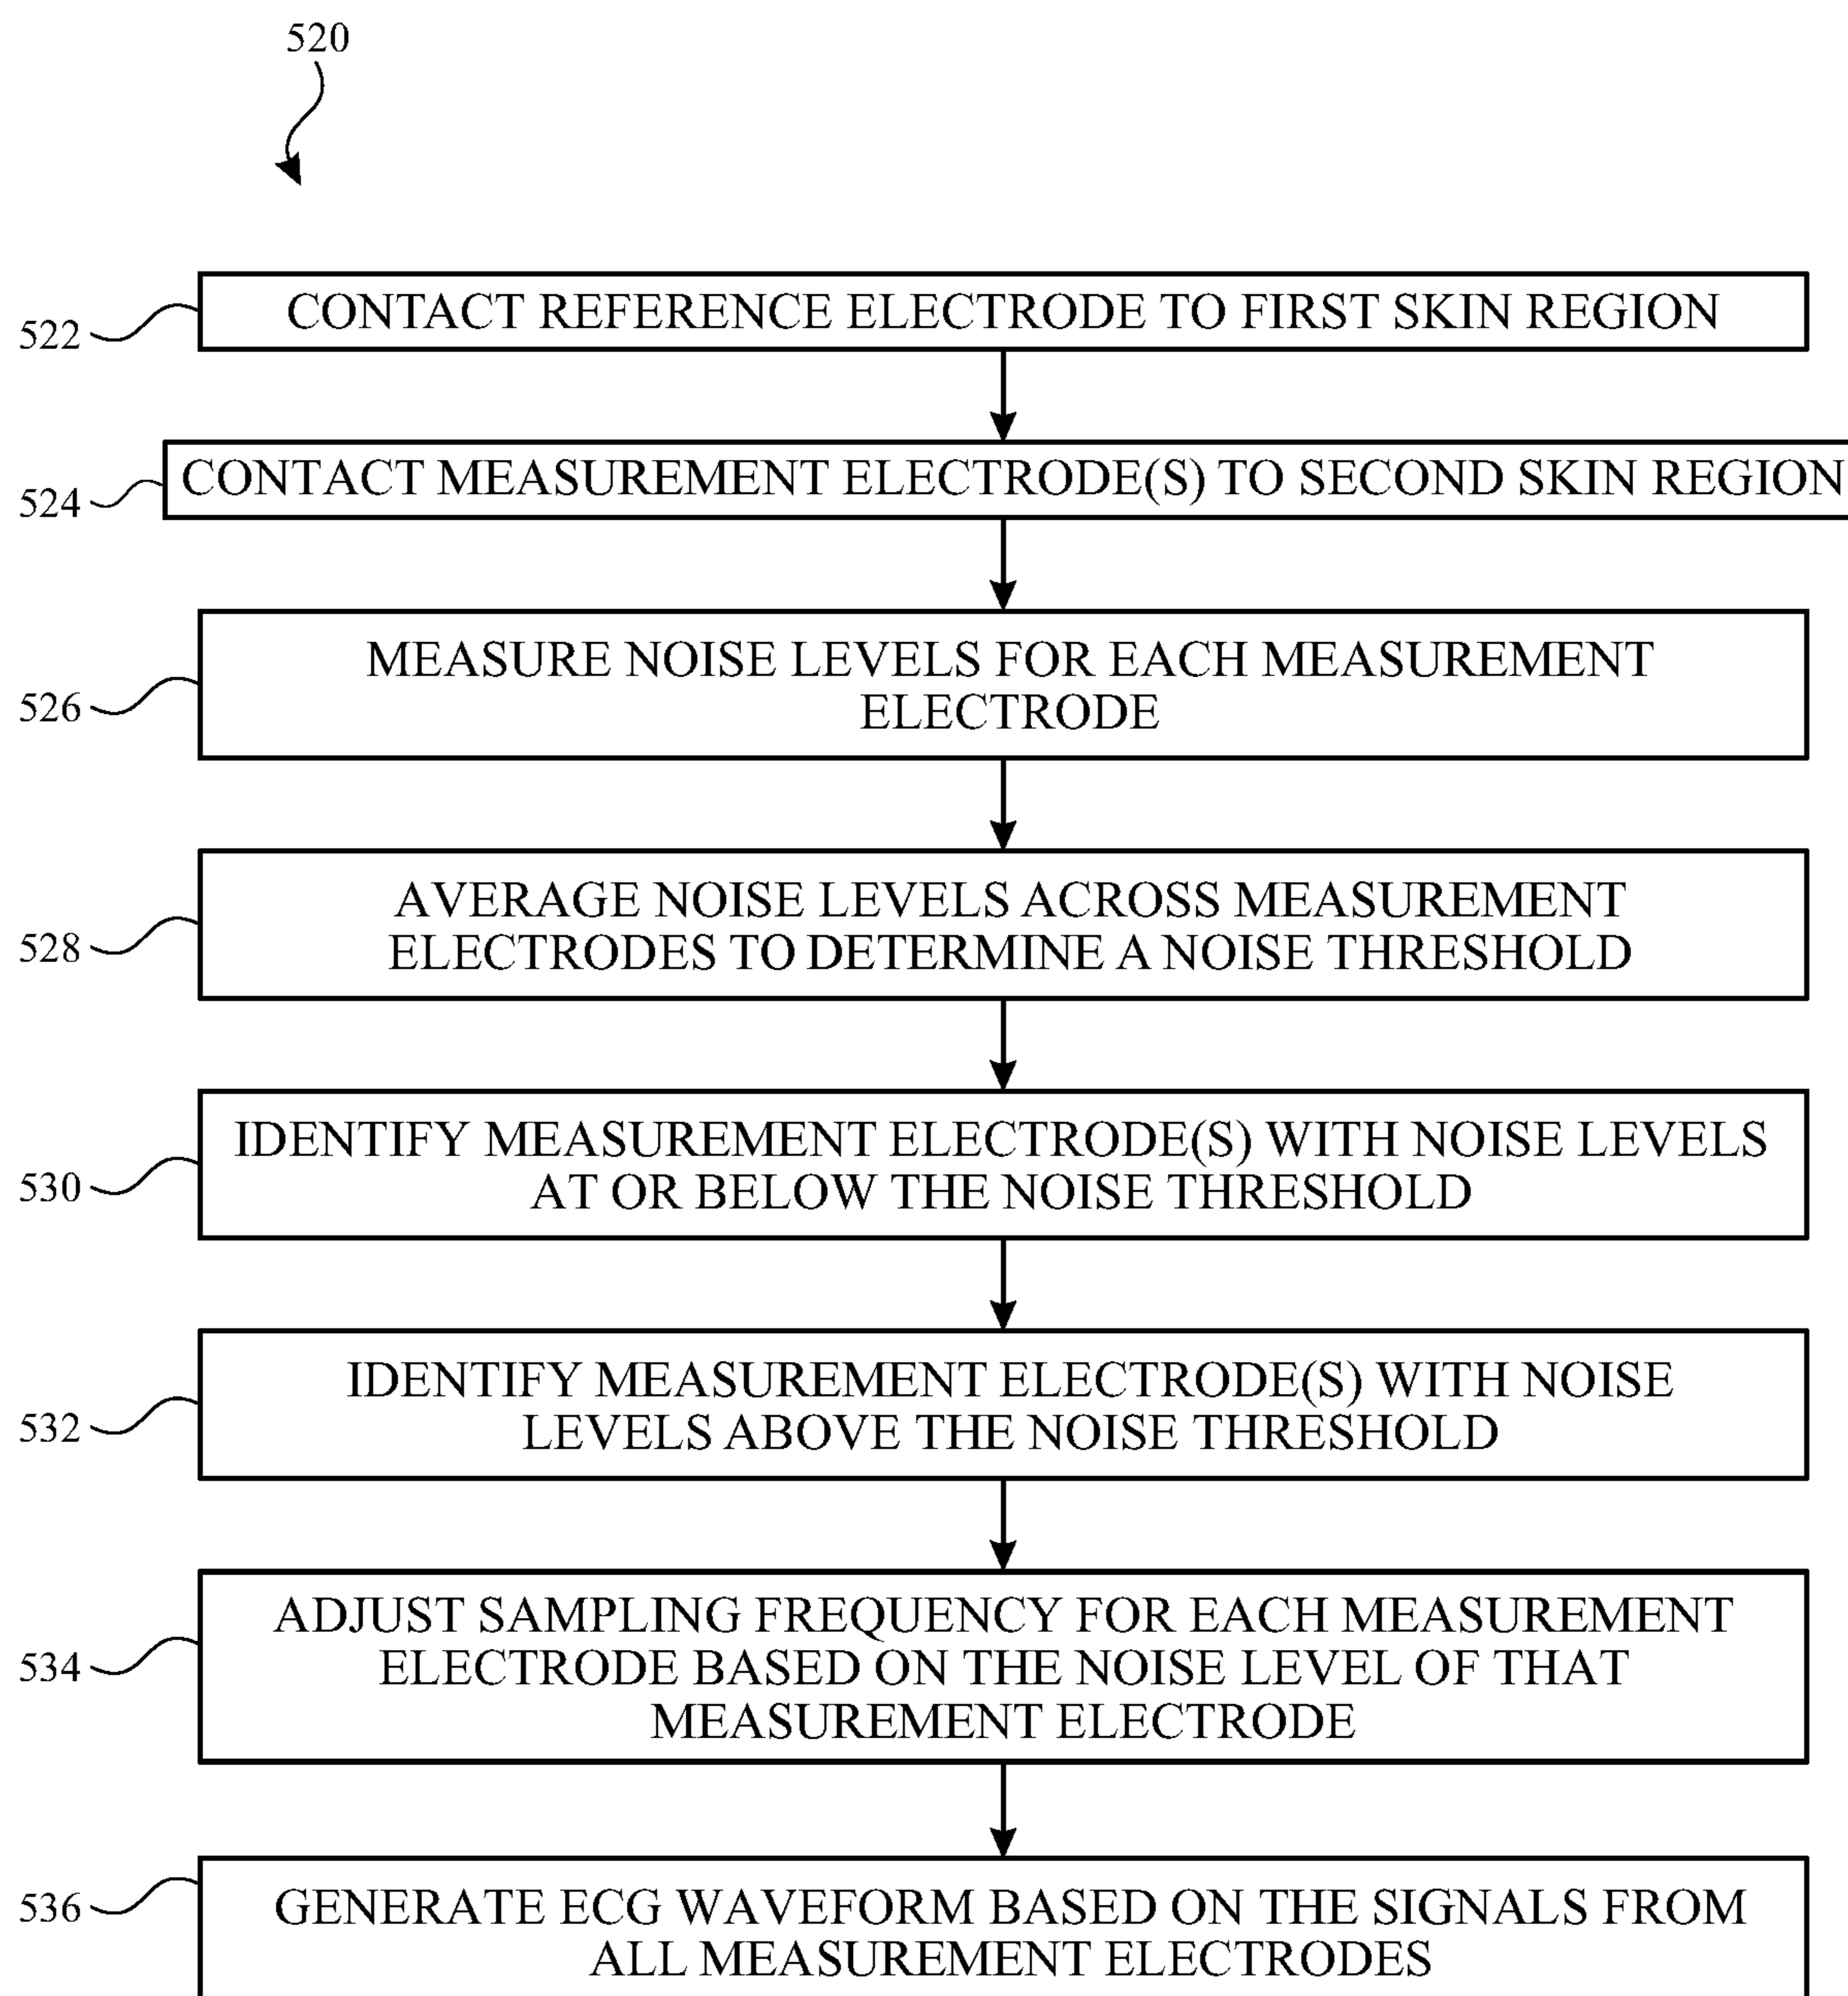 520
522
CONTACT REFERENCE ELECTRODE TO FIRST SKIN REGION
524
CONTACT MEASUREMENT ELECTRODE(S) TO SECOND SKIN REGION
526
MEASURE NOISE LEVELS FOR EACH MEASUREMENT
ELECTRODE
528
AVERAGE NOISE LEVELS ACROSS MEASUREMENT
ELECTRODES TO DETERMINE A NOISE THRESHOLD
530
IDENTIFY MEASUREMENT ELECTRODE(S) WITH NOISE LEVELS
AT OR BELOW THE NOISE THRESHOLD
532
IDENTIFY MEASUREMENT ELECTRODE(S) WITH NOISE
LEVELS ABOVE THE NOISE THRESHOLD
534
ADJUST SAMPLING FREQUENCY FOR EACH MEASUREMENT
ELECTRODE BASED ON THE NOISE LEVEL OF THAT
MEASUREMENT ELECTRODE
536
GENERATE ECG WAVEFORM BASED ON THE SIGNALS FROM
ALL MEASUREMENT ELECTRODES